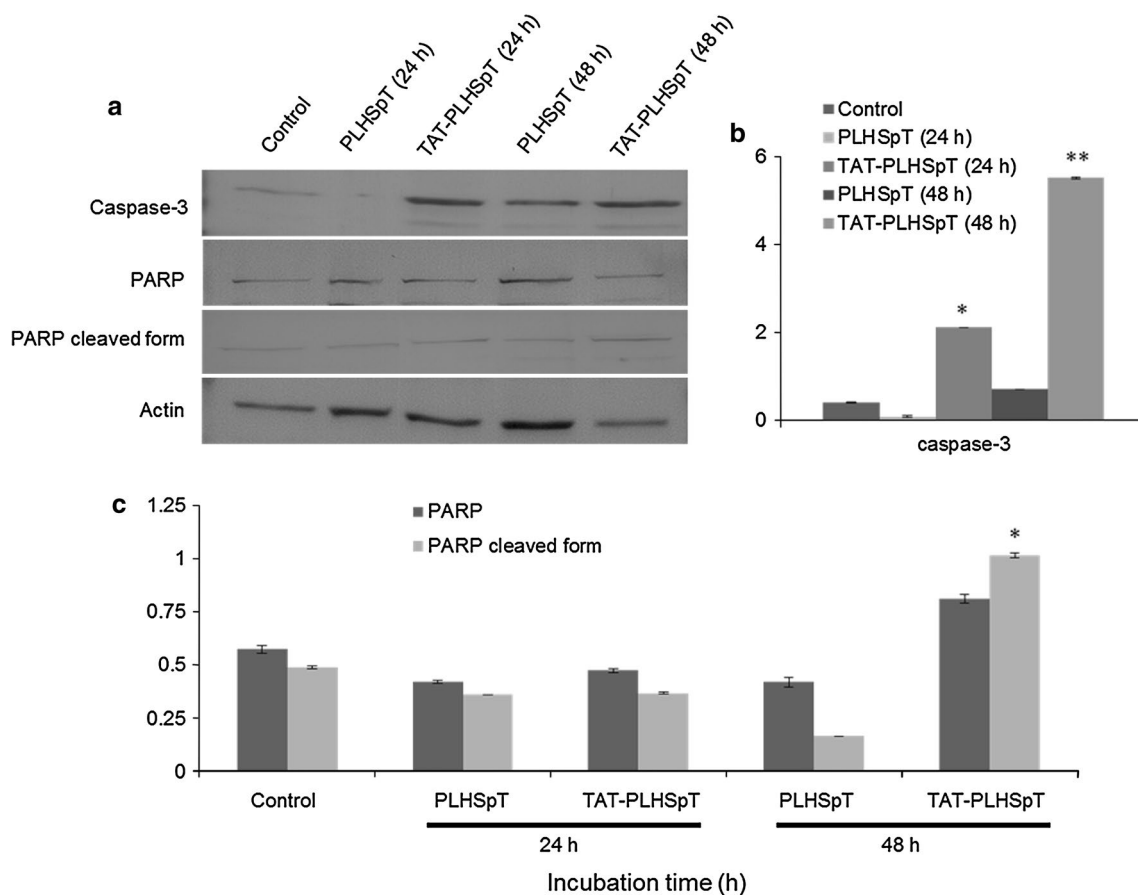 a
Control
PLHSpT (24 h)
TAT-PLHSpT (24 h)
PLHSpT (48 h)
TAT-PLHSpT (48 h)
Caspase-3
PARP
PARP cleaved form
Actin
b
Control
PLHSpT (24 h)
TAT-PLHSpT (24 h)
PLHSpT (48 h)
TAT-PLHSpT (48 h)
6
4
2
0
*
**
caspase-3
c
1.25
1
0.75
0.5
0.25
0
PARP
PARP cleaved form
*
Control
PLHSpT
TAT-PLHSpT
PLHSpT
TAT-PLHSpT
24 h
48 h
Incubation time (h)